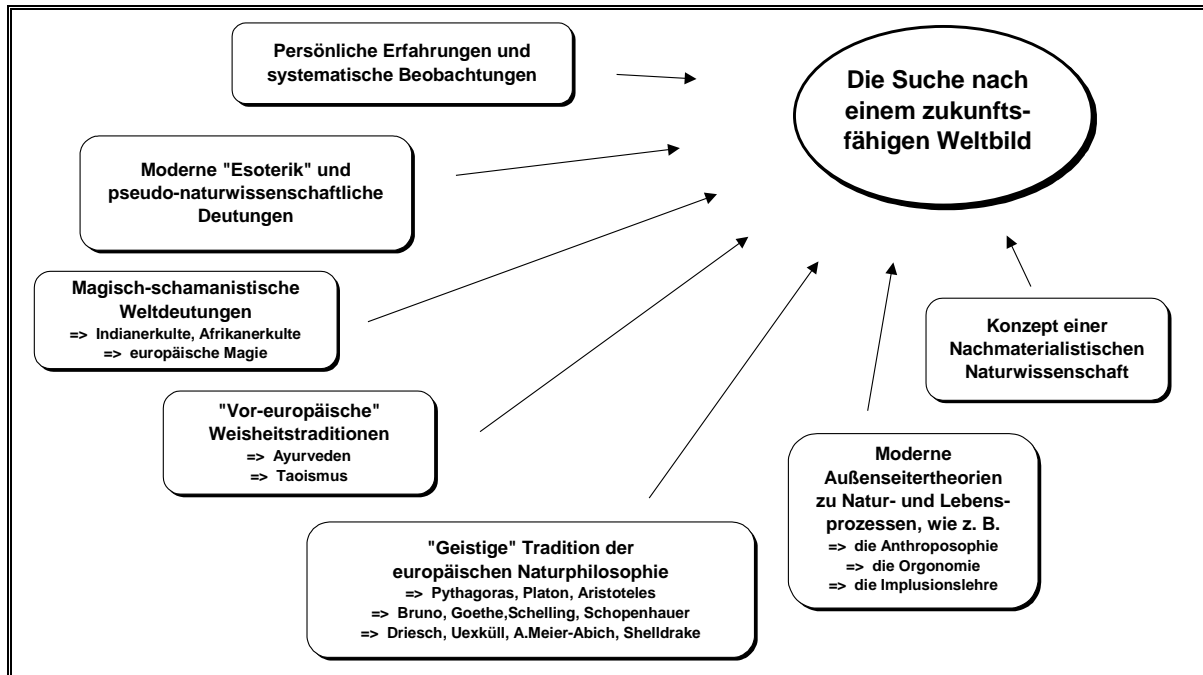 Persönliche Erfahrungen und
systematische Beobachtungen
Die Suche nach
einem zukunfts-
fähigen Weltbild
Moderne "Esoterik" und
pseudo-naturwissenschaftliche
Deutungen
Magisch-schamanistische
Weltdeutungen
=> Indianerkulte, Afrikanerkulte
=> europäische Magie
"Vor-europäische"
Weisheitstraditionen
=> Ayurveden
=> Taoismus
"Geistige" Tradition der
europäischen Naturphilosophie
=> Pythagoras, Platon, Aristoteles
=> Bruno, Goethe,Schelling, Schopenhauer
=> Driesch, Uexküll, A.Meier-Abich, Shelldrake
Moderne
Außenseitertheorien
zu Natur- und Lebens-
prozessen, wie z. B.
=> die Anthroposophie
=> die Orgonomie
=> die Implusionslehre
Konzept einer
Nachmaterialistischen
Naturwissenschaft